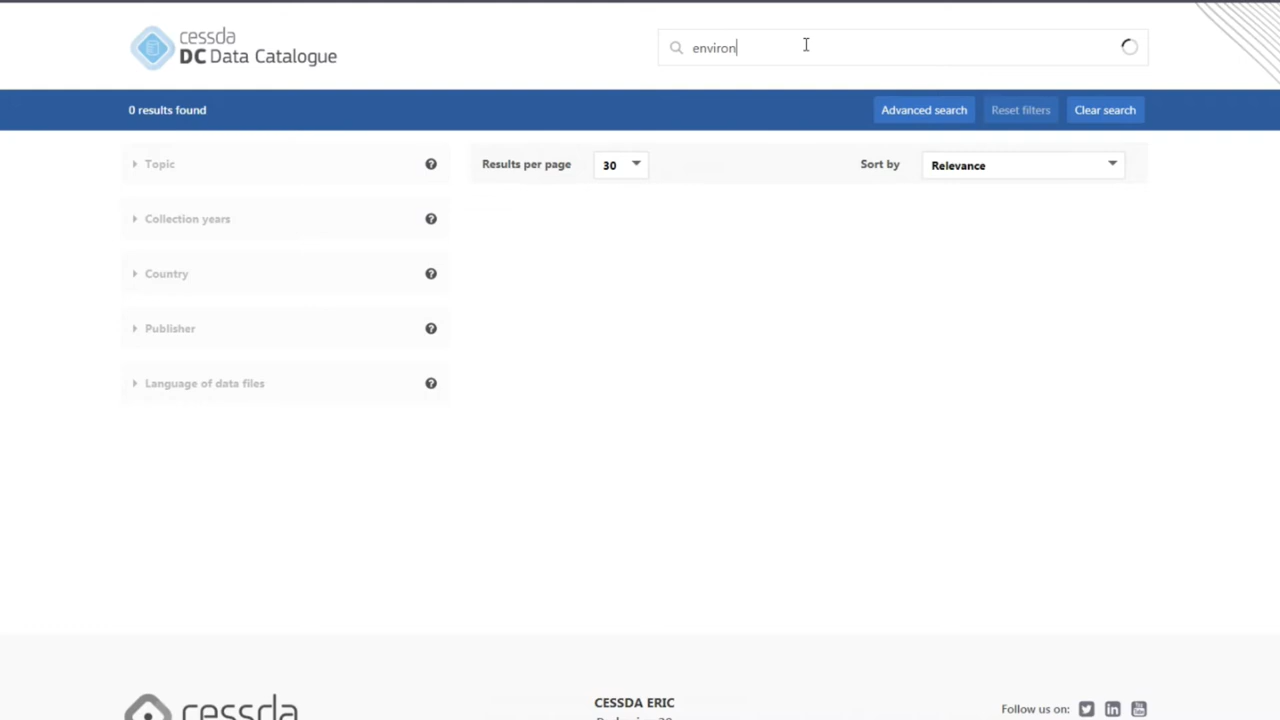 cessda
DC Data Catalogue
environ
0 results found
Advanced search
Reset filters
Clear search
Topic
Results per page
30
Sort by
Relevance
Collection years
Country
Publisher
Language of data files
cessda
CESSDA ERIC
Follow us on: